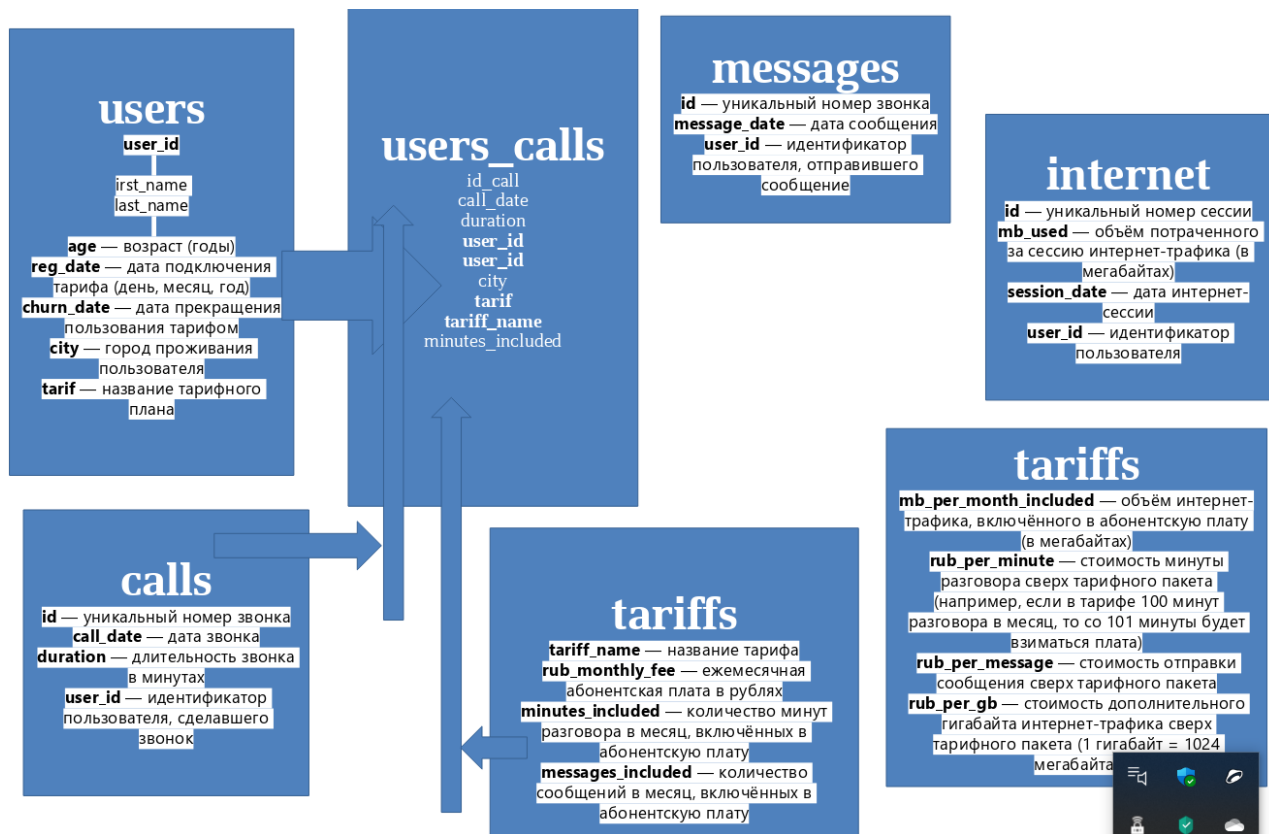 users
user_id
irst_name
last_name
age — возраст (годы)
reg_date — дата подключения
тарифа (день, месяц, год)
churn_date — дата прекращения
пользования тарифом
city — город проживания
пользователя
tarif — название тарифного
плана
users_calls
id_call
call_date
duration
user_id
user_id
city
tarif
tariff_name
minutes_included
messages
id — уникальный номер звонка
message_date — дата сообщения
user_id — идентификатор
пользователя, отправившего
сообщение
internet
id — уникальный номер сессии
mb_used — объём потраченного
за сессию интернет-трафика (в
мегабайтах)
session_date — дата интернет-
сессии
user_id — идентификатор
пользователя
calls
id — уникальный номер звонка
call_date — дата звонка
duration — длительность звонка
в минутах
user_id — идентификатор
пользователя, сделавшего
звонок
tariffs
tariff_name — название тарифа
rub_monthly_fee — ежемесячная
абонентская плата в рублях
minutes_included — количество минут
разговора в месяц, включённых в
абонентскую плату
messages_included — количество
сообщений в месяц, включённых в
абонентскую плату
tariffs
mb_per_month_included — объём интернет-
трафика, включённого в абонентскую плату
(в мегабайтах)
rub_per_minute — стоимость минуты
разговора сверх тарифного пакета
(например, если в тарифе 100 минут
разговора в месяц, то со 101 минуты будет
взиматься плата)
rub_per_message — стоимость отправки
сообщения сверх тарифного пакета
rub_per_gb — стоимость дополнительного
гигабайта интернет-трафика сверх
тарифного пакета (1 гигабайт = 1024
мегабайта